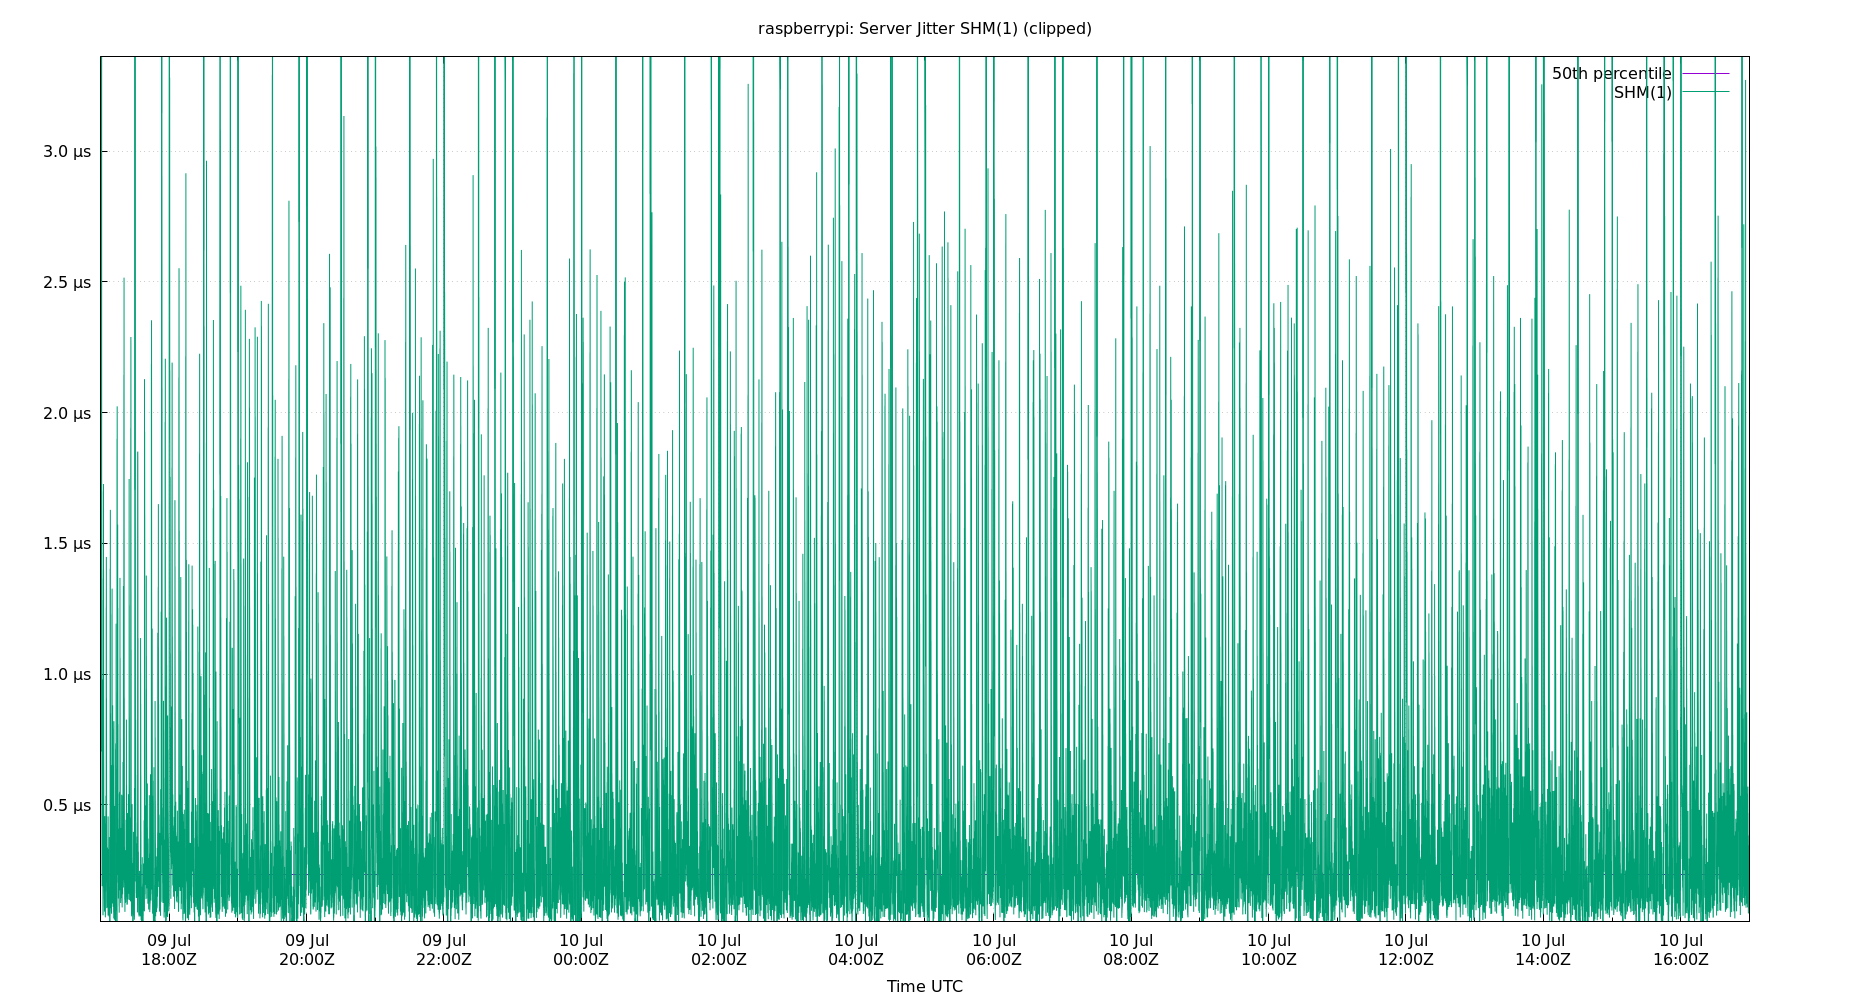 raspberrypi: Server Jitter SHM(1) (clipped)
50th percentile
SHM(1)
3.0 µs
2.5 µs
2.0 µs
1.5 µs
1.0 µs
0.5 µs
09 Jul 09 Jul 09 Jul 10 Jul 10 Jul 10 Jul 10 Jul 10 Jul 10 Jul 10 Jul 10 Jul 10 Jul
18:00Z 20:00Z 22:00Z 00:00Z 02:00Z 04:00Z 06:00Z 08:00Z 10:00Z 12:00Z 14:00Z 16:00Z
Time UTC